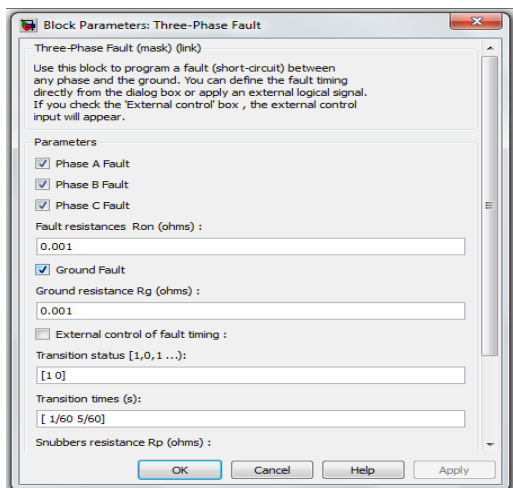 Block Parameters: Three-Phase Fault
Three-Phase Fault (mask) (link)
Use this block to program a fault (short-circuit) between
any phase and the ground. You can define the fault timing
directly from the dialog box or apply an external logical signal.
If you check the 'External control' box , the external control
input will appear.
Parameters
Phase A Fault
Phase B Fault
Phase C Fault
Fault resistances Ron (ohms) :
0.001
Ground Fault
Ground resistance Rg (ohms) :
0.001
External control of fault timing :
Transition status [1,0,1 ...):
[1 0]
Transition times (s):
[ 1/60 5/60]
Snubbers resistance Rp (ohms) :
OK Cancel Help Apply